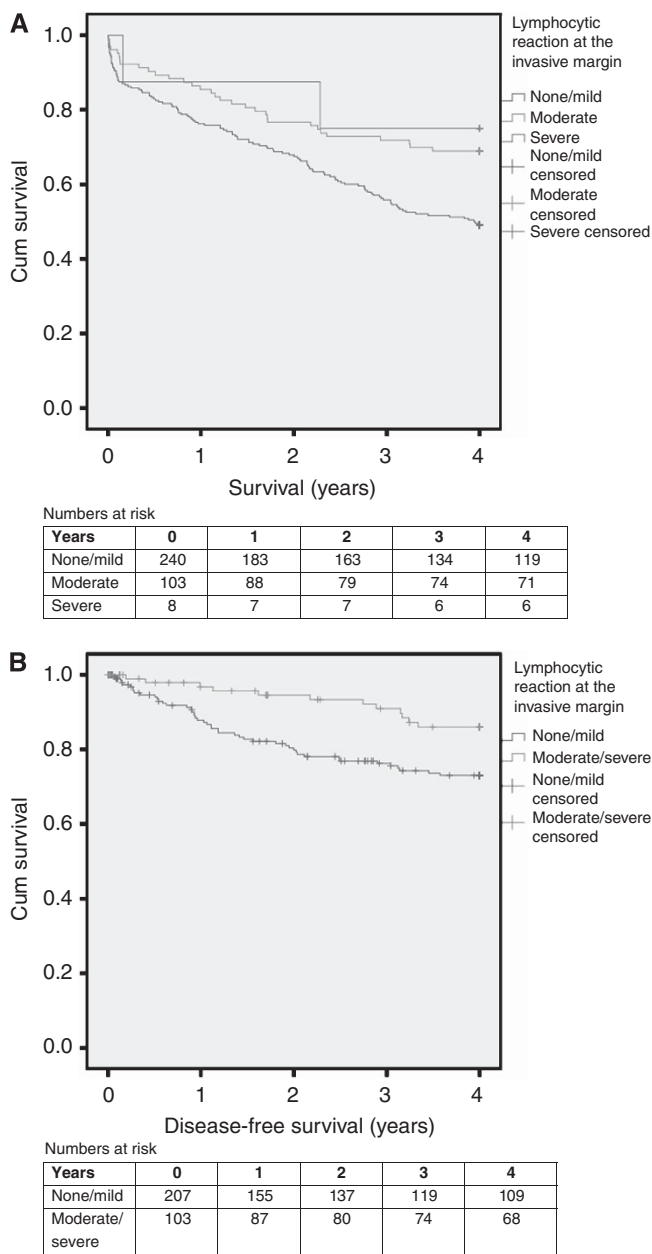 A
Lymphocytic
reaction at the
invasive margin
None/mild
Moderate
Severe
None/mild
censored
Moderate
censored
Severe censored
Cum survival
1.0
0.8
0.6
0.4
0.2
0.0
0 1 2 3 4
Survival (years)
Numbers at risk
Years 0 1 2 3 4
None/mild 240 183 163 134 119
Moderate 103 88 79 74 71
Severe 8 7 7 6 6
B
Lymphocytic
reaction at the
invasive margin
None/mild
Moderate/severe
None/mild
censored
Moderate/severe
censored
Cum survival
1.0
0.8
0.6
0.4
0.2
0.0
0 1 2 3 4
Disease-free survival (years)
Numbers at risk
Years 0 1 2 3 4
None/mild 207 155 137 119 109
Moderate/ 103 87 80 74 68
severe